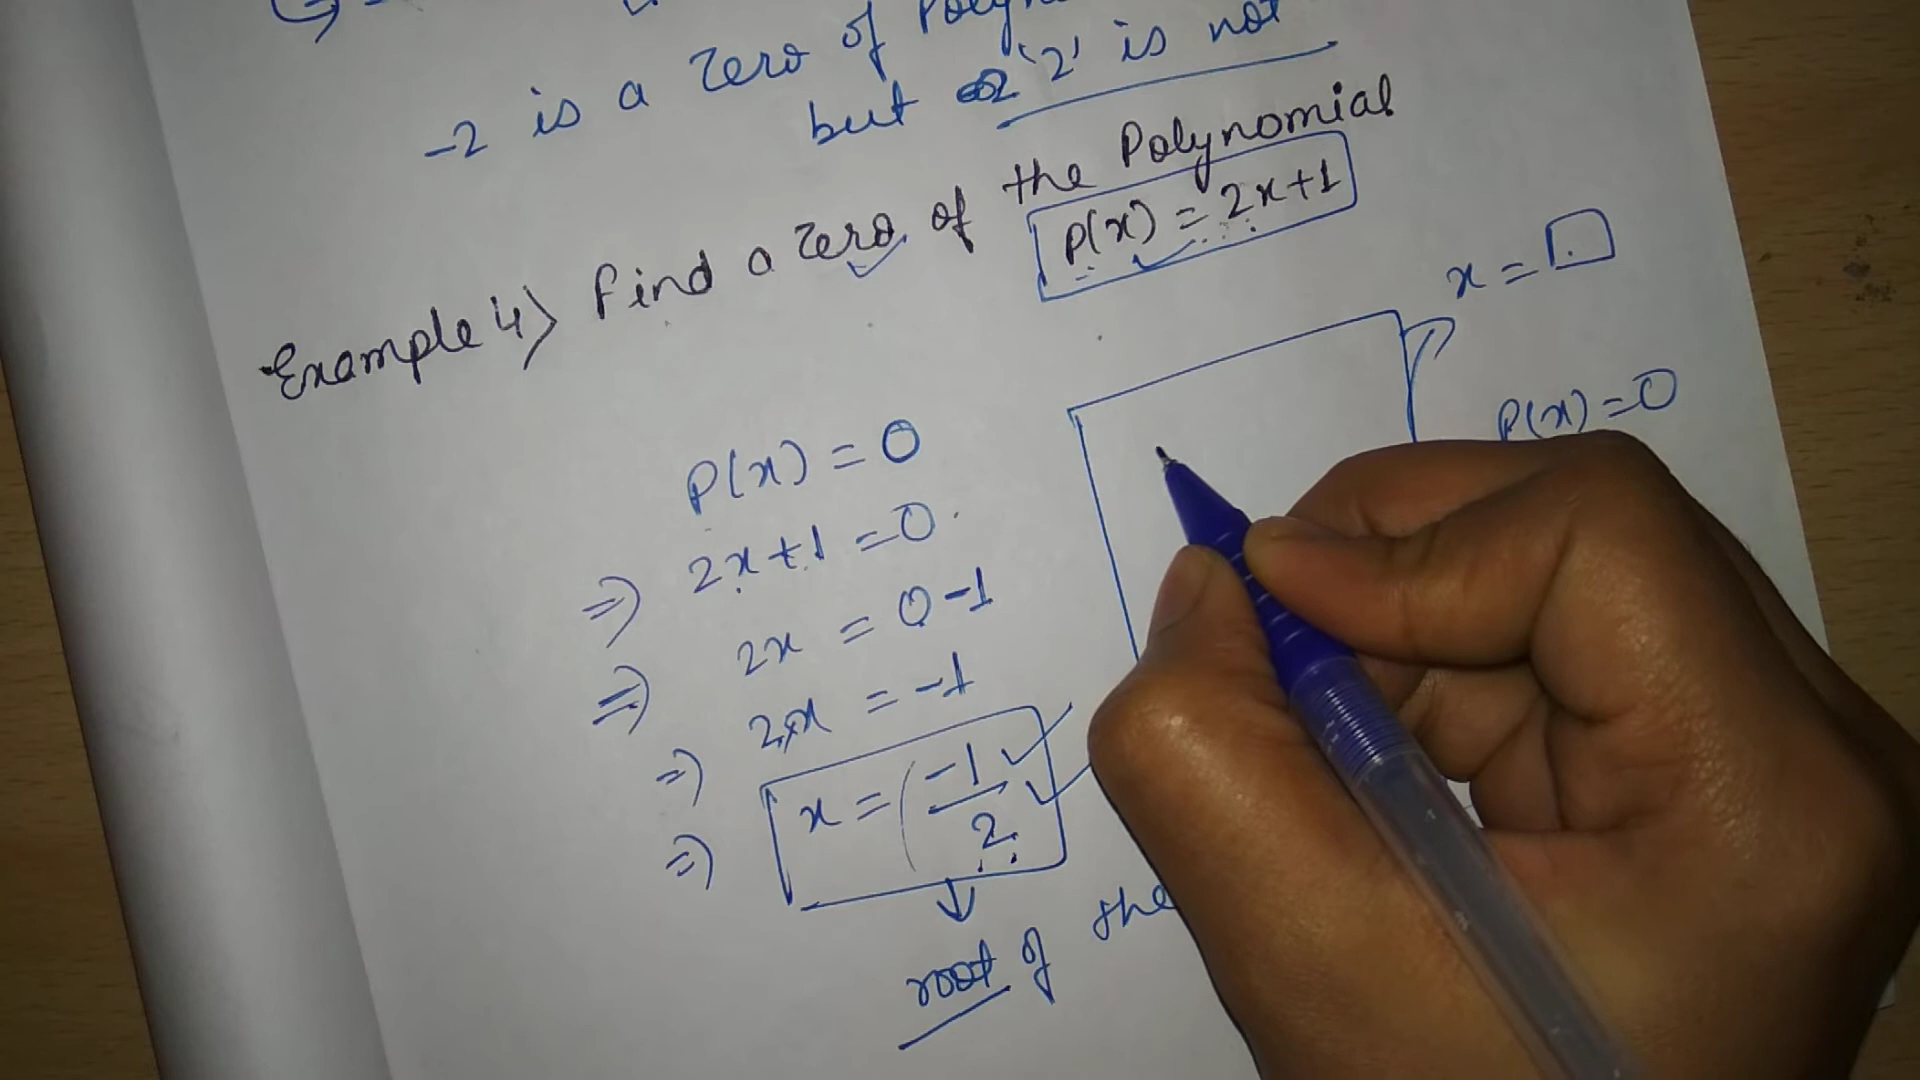 -2 is a zero of
but 2 '2' is not
Example 4) Find a zero of the Polynomial
P(x) = 2x+1
x =
P(x) = 0
P(x) = 0
=) 2x+1 = 0
=) 2x = 0-1
=) 2x = -1
=) x = (-1/2
root of the